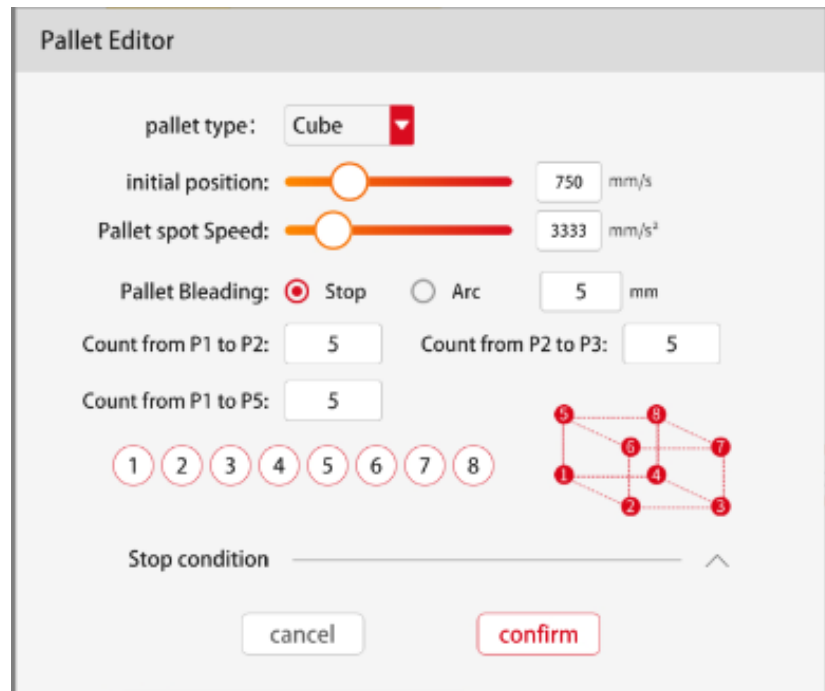 Pallet Editor
pallet type: Cube
initial position: 750 mm/s
Pallet spot Speed: 3333 mm/s²
Pallet Bleading: Stop Arc 5 mm
Count from P1 to P2: 5 Count from P2 to P3: 5
Count from P1 to P5: 5
1 2 3 4 5 6 7 8
5 8
6 7
1 4
2 3
Stop condition
cancel confirm